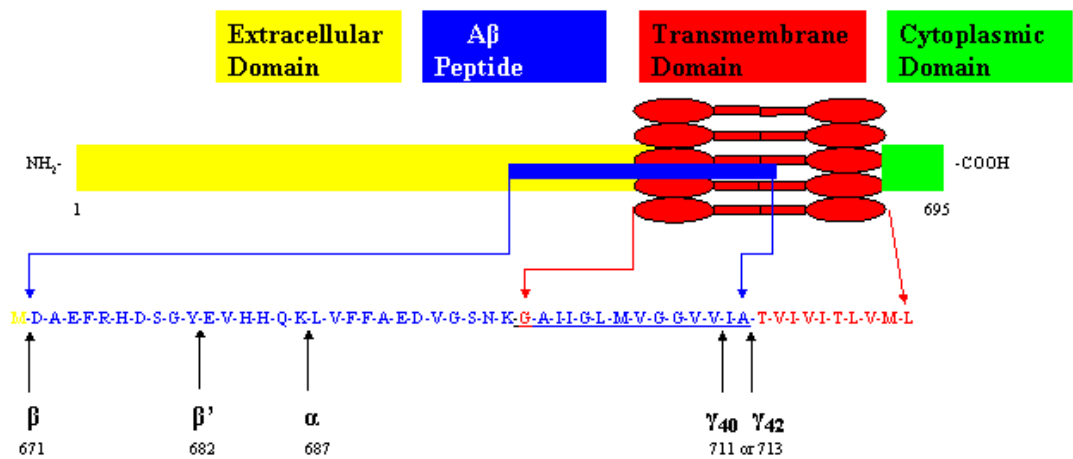 Extracellular Domain
Aβ Peptide
Transmembrane Domain
Cytoplasmic Domain
NH₂-
-COOH
1
695
M-D-A-E-F-R-H-D-S-G-Y-E-V-H-H-Q-K-L-V-F-F-A-E-D-V-G-S-N-K-G-A-I-I-G-L-M-V-G-G-V-V-I-A-T-V-I-V-I-T-L-V-M-L
β
β’
α
γ₄₀
γ₄₂
671
682
687
711 or 713